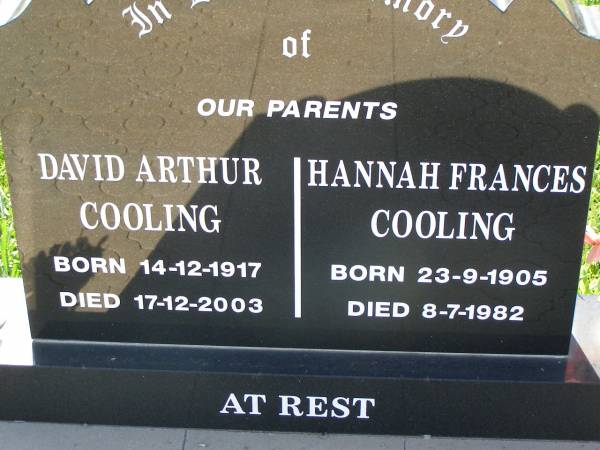 In
of
OUR PARENTS
DAVID ARTHUR
COOLING
BORN 14-12-1917
DIED 17-12-2003
HANNAH FRANCES
COOLING
BORN 23-9-1905
DIED 8-7-1982
AT REST